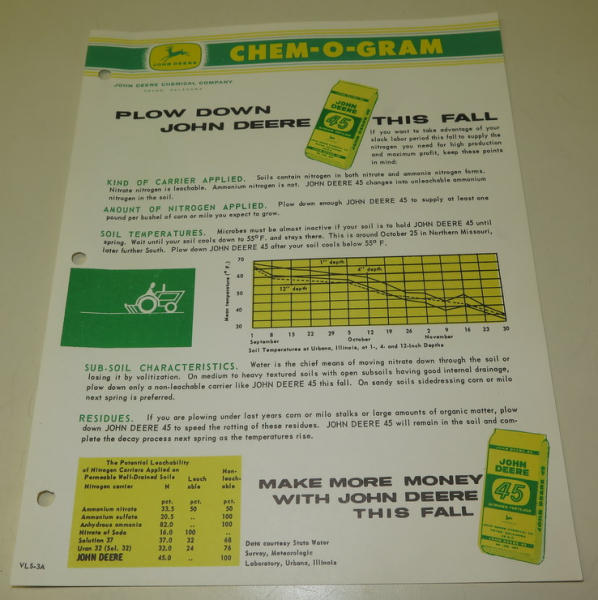 JOHN DEERE
CHEM-O-GRAM
JOHN DEERE CHEMICAL COMPANY
PLOW DOWN
JOHN DEERE
JOHN
DEERE
45
THIS FALL
If you want to take advantage of your
slack labor period this fall to supply the
nitrogen you need for high production
and maximum profit, keep these points
in mind:
KIND OF CARRIER APPLIED. Soils contain nitrogen in both nitrate and ammonia nitrogen forms.
Nitrate nitrogen is leachable. Ammonium nitrogen is not. JOHN DEERE 45 changes into unleachable ammonium
nitrogen in the soil.
AMOUNT OF NITROGEN APPLIED. Plow down enough JOHN DEERE 45 to supply at least one
pound per bushel of corn or milo you expect to grow.
SOIL TEMPERATURES. Microbes must be almost inactive if your soil is to hold JOHN DEERE 45 until
spring. Wait until your soil cools down to 55° F. and stays there. This is around October 25 in Northern Missouri,
later further South. Plow down JOHN DEERE 45 after your soil cools below 55° F.
Mean temperature (° F.)
70
60
50
40
30
1" depth
4" depth
12" depth
1 8 15 22 29 5 12 19 26 2 9 16 23 30
September October November
Soil Temperatures at Urbana, Illinois, at 1-, 4- and 12-Inch Depths
SUB-SOIL CHARACTERISTICS. Water is the chief means of moving nitrate down through the soil or
losing it by volitization. On medium to heavy textured soils with open subsoils having good internal drainage,
plow down only a non-leachable carrier like JOHN DEERE 45 this fall. On sandy soils sidedressing corn or milo
next spring is preferred.
RESIDUES. If you are plowing under last years corn or milo stalks or large amounts of organic matter, plow
down JOHN DEERE 45 to speed the rotting of these residues. JOHN DEERE 45 will remain in the soil and com-
plete the decay process next spring as the temperatures rise.
The Potential Leachability
of Nitrogen Carriers Applied on
Permeable Well-Drained Soils
Nitrogen carrier N Leachable Non-leachable
pct. pct. pct.
Ammonium nitrate 33.5 50 50
Ammonium sulfate 20.5 .. 100
Anhydrous ammonia 82.0 .. 100
Nitrate of Soda 16.0 100 ..
Solution 37 37.0 32 68
Uran 32 (Sol. 32) 32.0 24 76
JOHN DEERE 45.0 .. 100
MAKE MORE MONEY
WITH JOHN DEERE
THIS FALL
Data courtesy State Water
Survey, Meteorologic
Laboratory, Urbana, Illinois
JOHN
DEERE
45
JOHN DEERE 45
VL5-3A